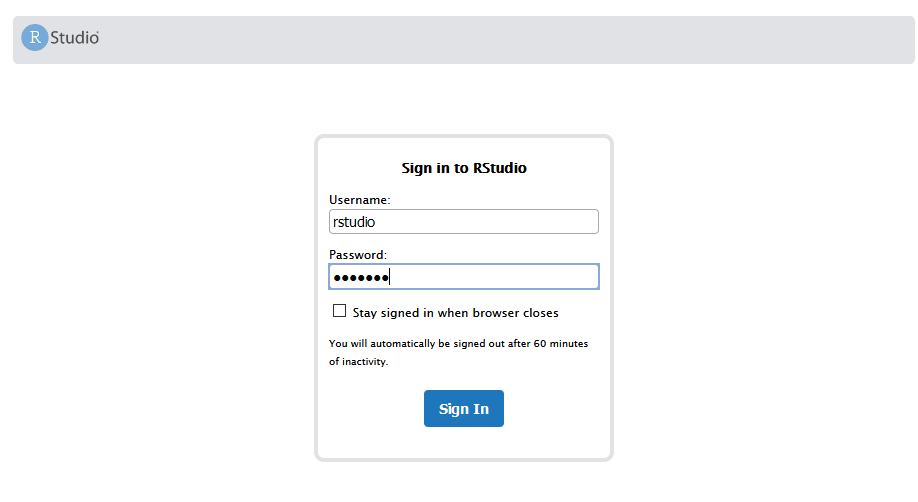 R Studio
Sign in to RStudio
Username:
rstudio
Password:
●●●●●●●
Stay signed in when browser closes
You will automatically be signed out after 60 minutes
of inactivity.
Sign In